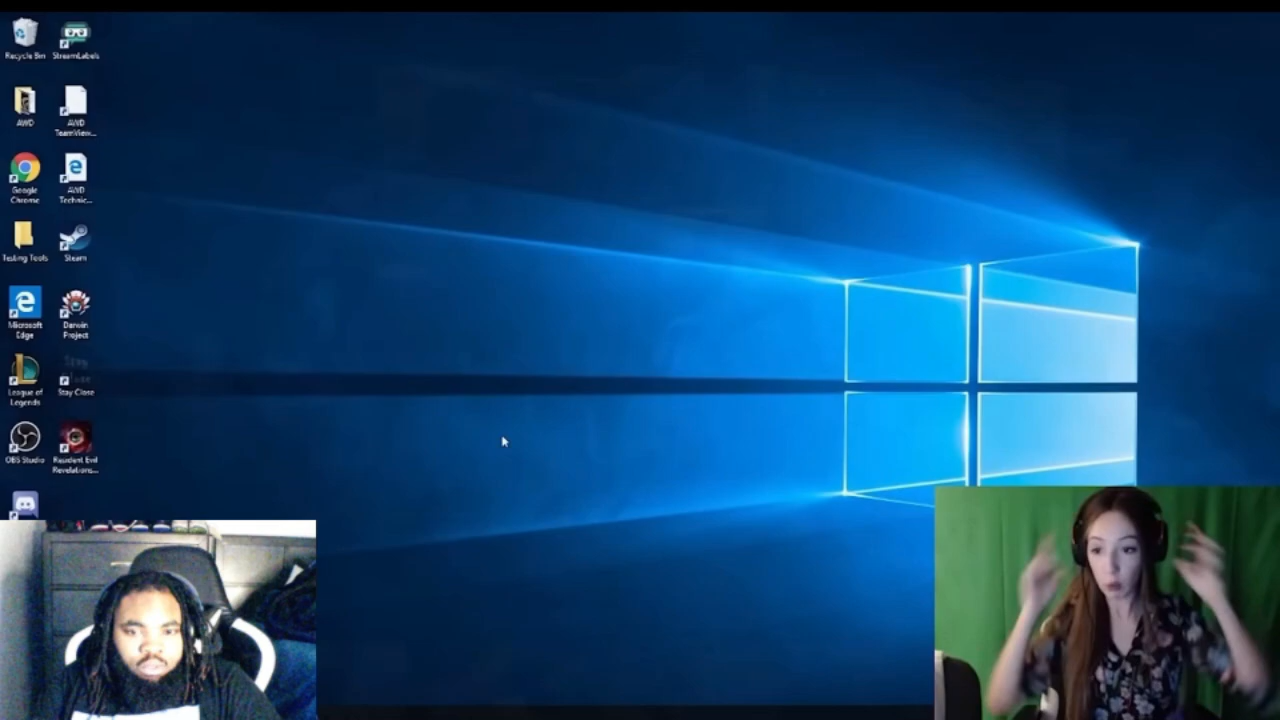 Recycle Bin
StreamLabels
AWD
AWD
TeamView...
Google
Chrome
AWD
Technic...
Testing Tools
Steam
Microsoft
Edge
Darwin
Project
League of
Legends
Stay Close
OBS Studio
Resident Evil
Revelations...